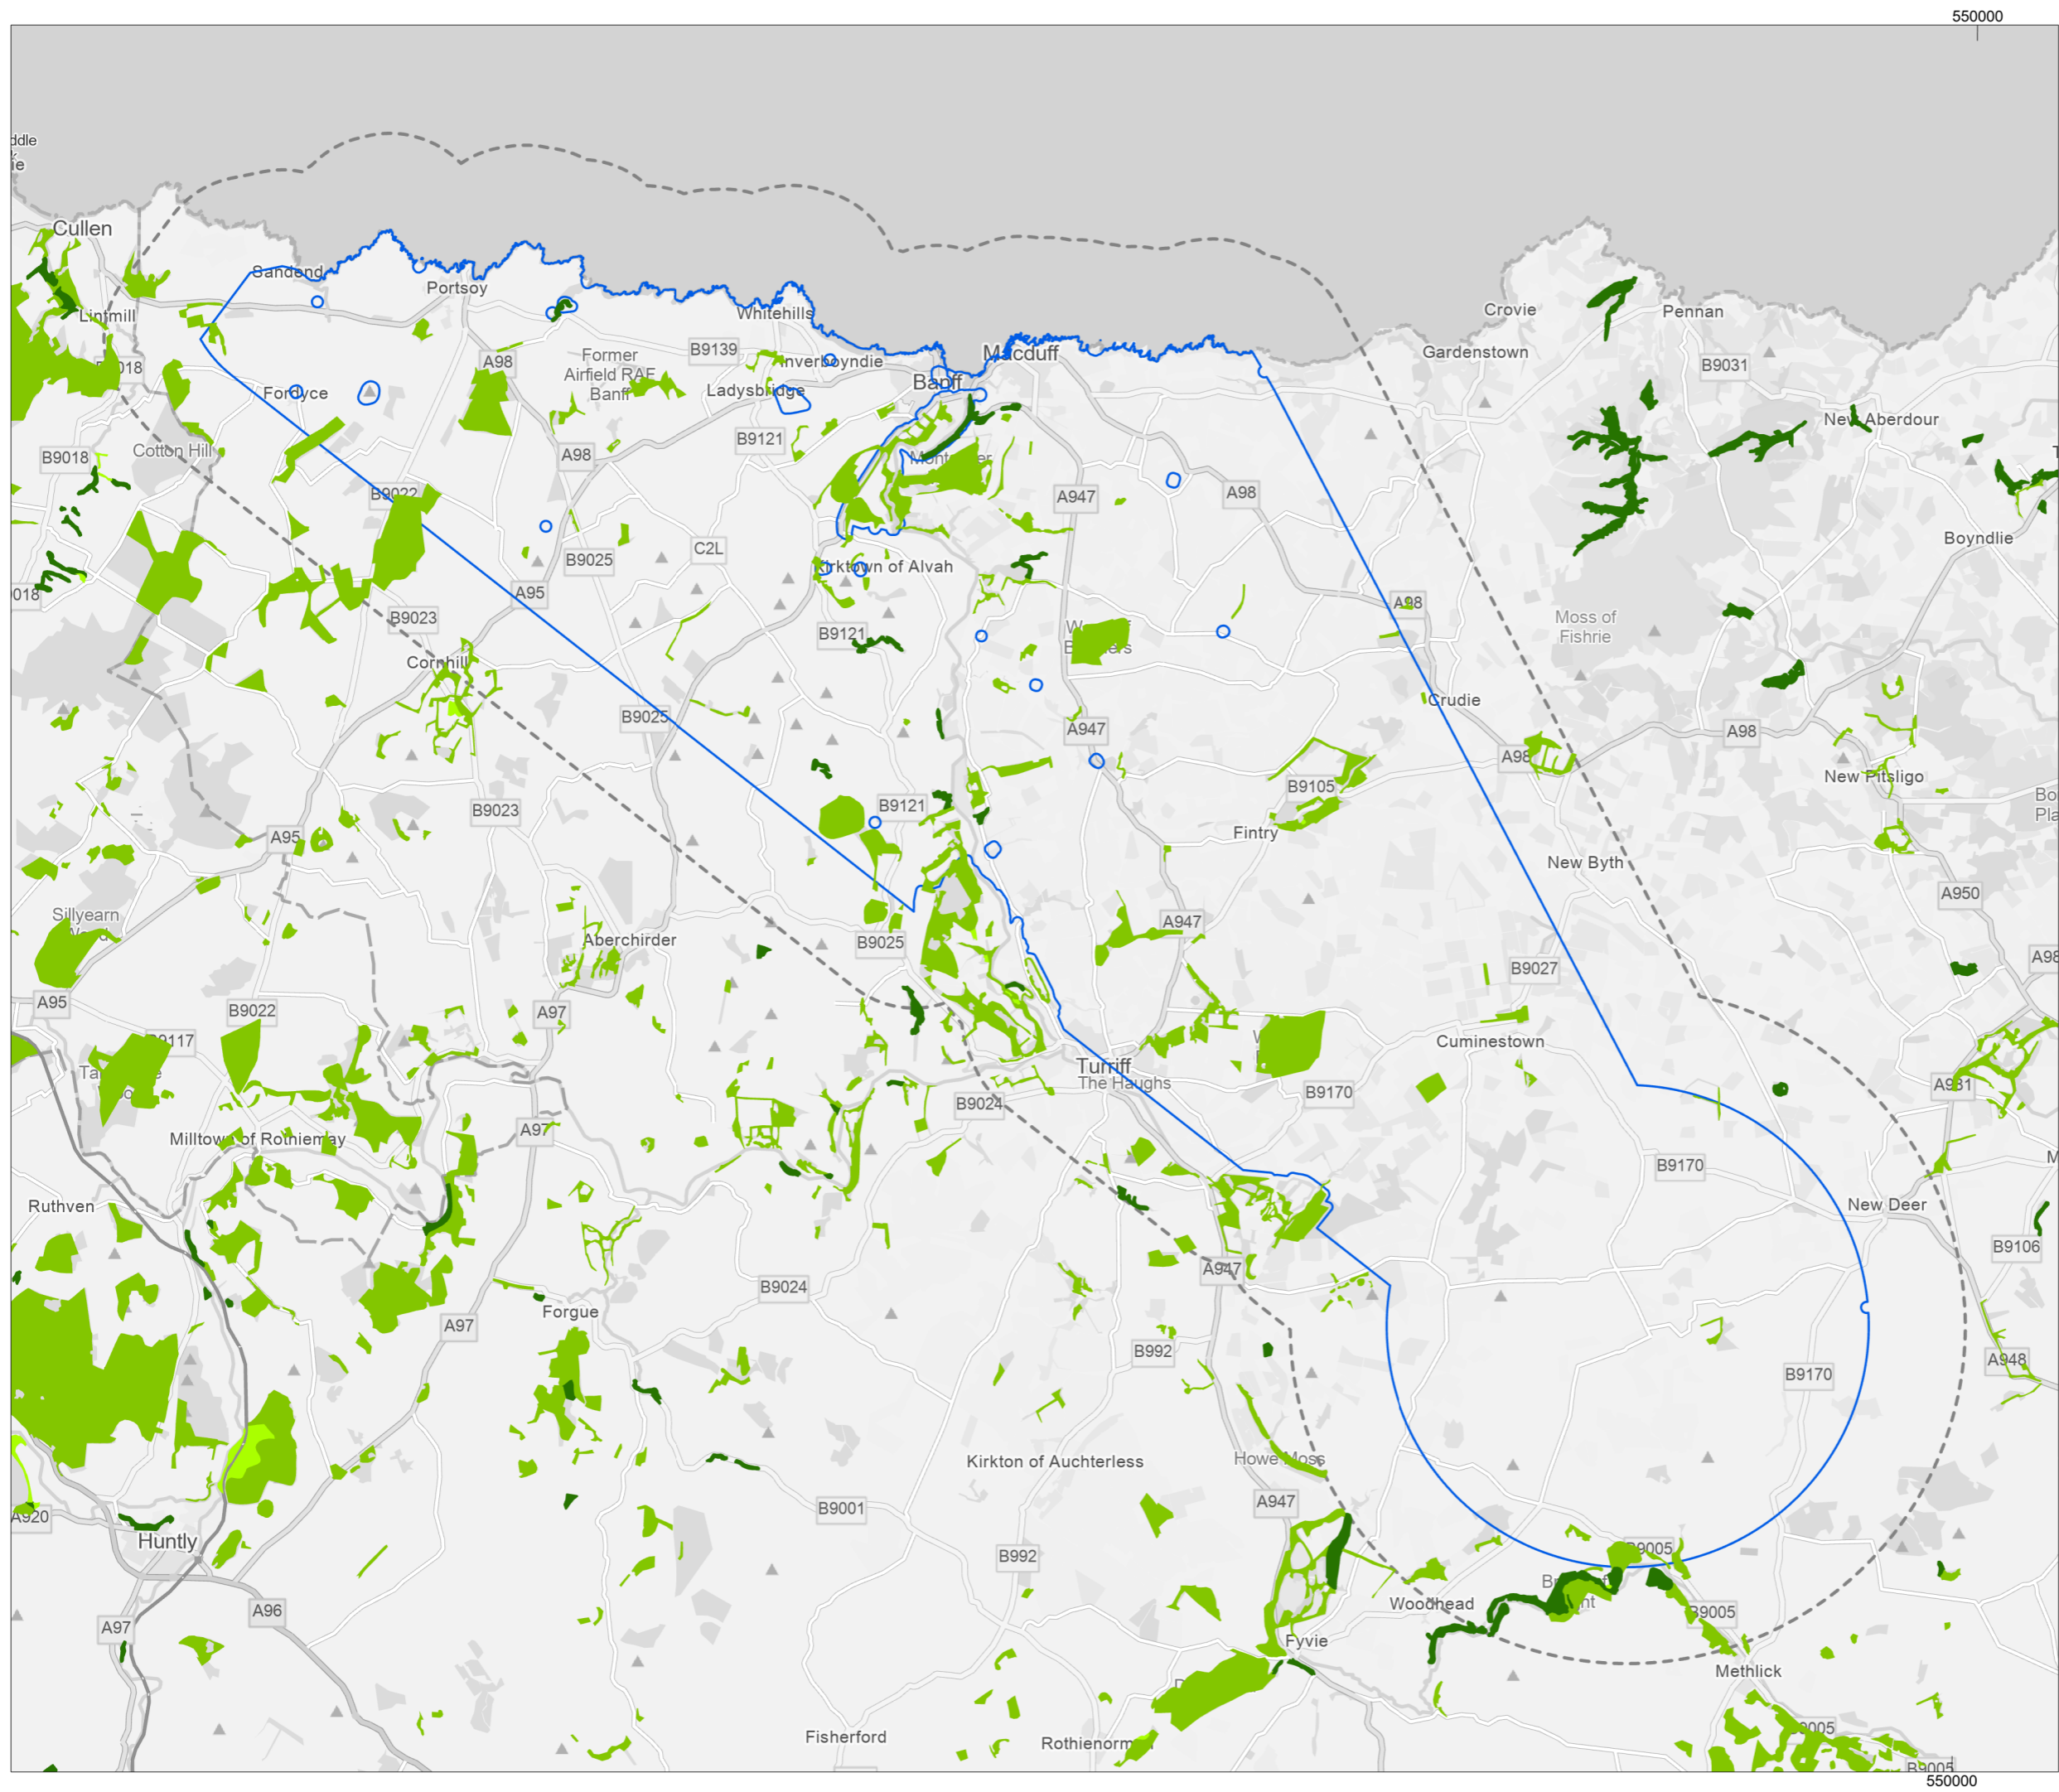 550000
ddle
Cullen
Sandend
Portsoy
Lintmill
Whitehills
Crovie
Pennan
Gardenstown
Macduff
B9139
Inverboyndie
A98
Former
Airfield RAF
Banff
Banff
Ladysbridge
B9031
Fordyce
New Aberdour
B9121
Cotton Hill
B9018
A98
B9022
A947
A98
Boyndlie
C2L
B9025
Kirktown of Alvah
A95
A98
B9023
B9121
Moss of
Fishrie
Cornhill
Crudie
B9025
A947
A98
A98
New Pitsligo
B9105
B9121
B9023
Fintry
A95
New Byth
A950
Sillyearn
A947
Aberchirder
B9025
B9027
A95
B9022
A97
Cuminestown
Turriff
The Haughs
A981
B9170
B9024
Milltown of Rothiemay
A97
B9170
Ruthven
New Deer
B9106
A947
B9024
Forgue
A97
B992
A948
B9170
Kirkton of Auchterless
Howe Moss
A947
B9001
A920
Huntly
B992
B9005
Woodhead
A96
B9005
A97
Fyvie
Methlick
Fisherford
B9005
B9005
550000